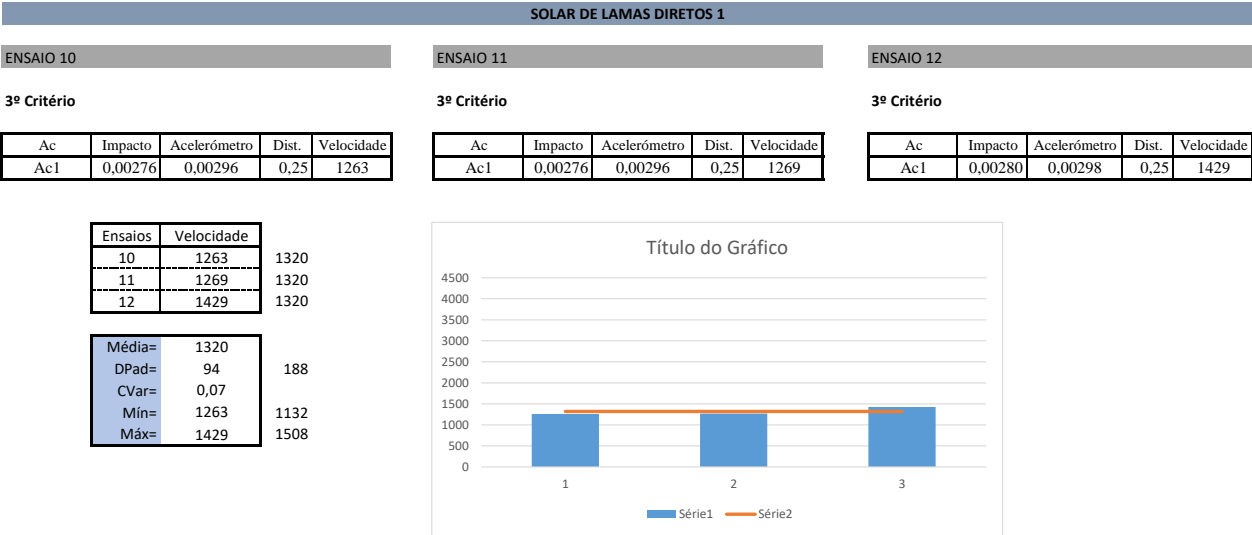 SOLAR DE LAMAS DIRETOS 1
ENSAIO 10
ENSAIO 11
ENSAIO 12
3º Critério
3º Critério
3º Critério
Ac Impacto Acelerómetro Dist. Velocidade
Ac1 0,00276 0,00296 0,25 1263
Ac Impacto Acelerómetro Dist. Velocidade
Ac1 0,00276 0,00296 0,25 1269
Ac Impacto Acelerómetro Dist. Velocidade
Ac1 0,00280 0,00298 0,25 1429
Ensaios Velocidade
10 1263 1320
11 1269 1320
12 1429 1320
Média= 1320
DPad= 94 188
CVar= 0,07
Mín= 1263 1132
Máx= 1429 1508
Título do Gráfico
4500
4000
3500
3000
2500
2000
1500
1000
500
0
1 2 3
Série1 Série2